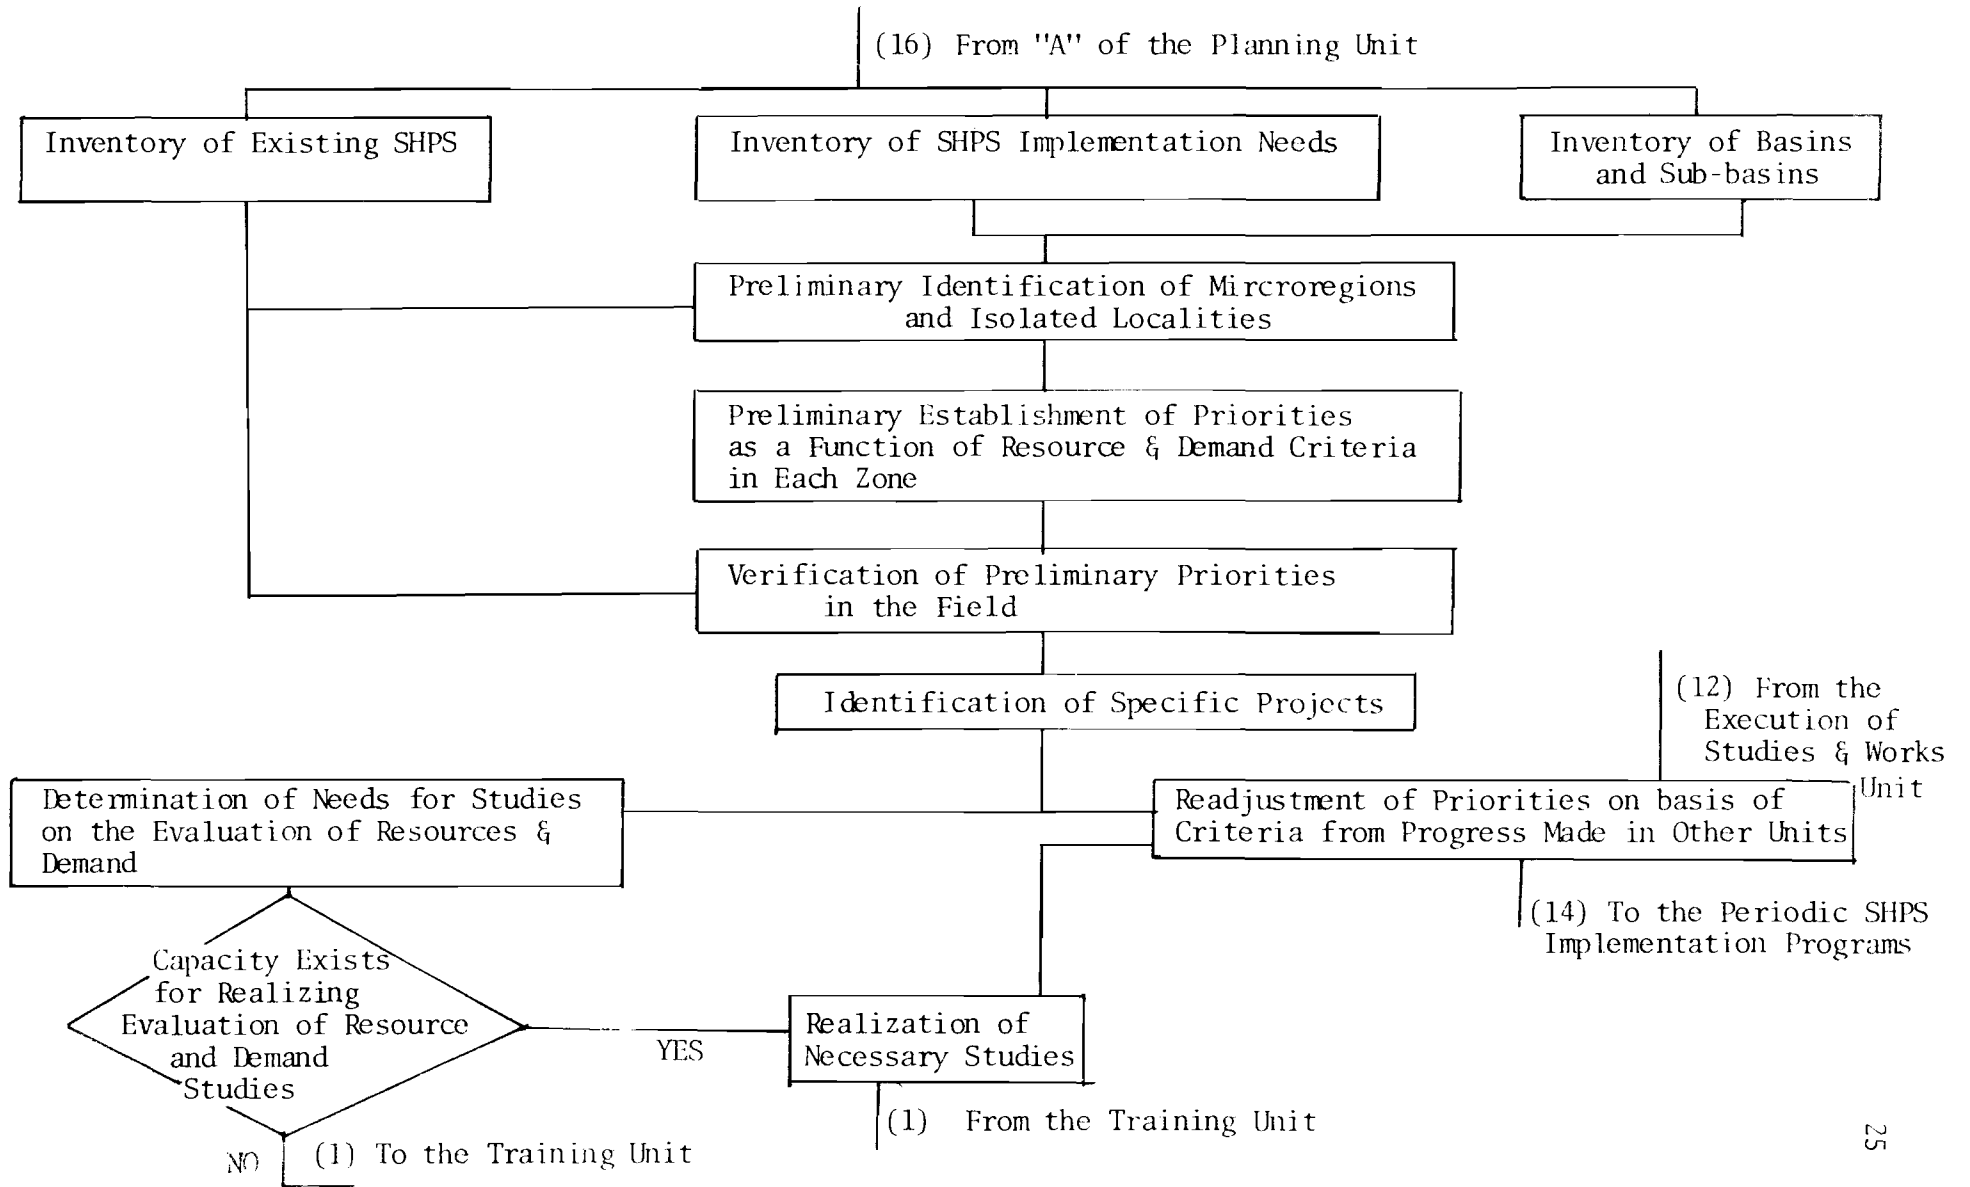 (16) From "A" of the Planning Unit
Inventory of Existing SHPS
Inventory of SHPS Implementation Needs
Inventory of Basins
and Sub-basins
Preliminary Identification of Mircroregions
and Isolated Localities
Preliminary Establishment of Priorities
as a Function of Resource & Demand Criteria
in Each Zone
Verification of Preliminary Priorities
in the Field
Identification of Specific Projects
(12) From the
Execution of
Studies & Works
Unit
Determination of Needs for Studies
on the Evaluation of Resources &
Demand
Readjustment of Priorities on basis of
Criteria from Progress Made in Other Units
(14) To the Periodic SHPS
Implementation Programs
Capacity Exists
for Realizing
Evaluation of Resource
and Demand
Studies
YES
Realization of
Necessary Studies
(1) From the Training Unit
NO
(1) To the Training Unit
25